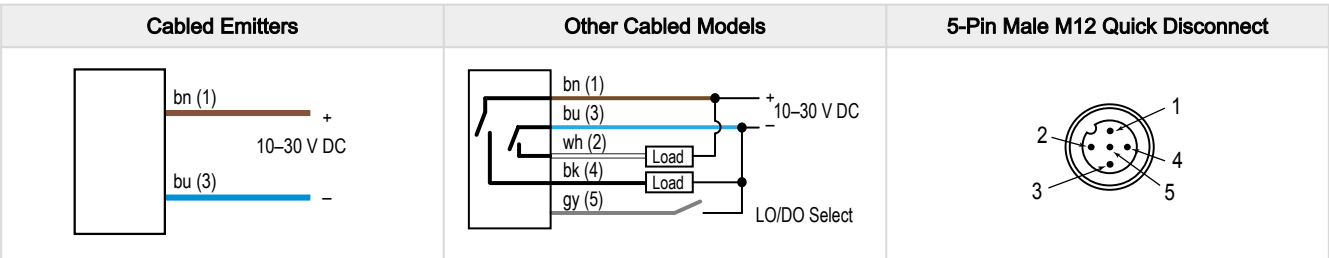 Cabled Emitters
Other Cabled Models
5-Pin Male M12 Quick Disconnect
bn (1)
+
10–30 V DC
bu (3)
–
bn (1)
+
10–30 V DC
bu (3)
–
wh (2)
Load
bk (4)
Load
gy (5)
LO/DO Select
1
2
4
3
5